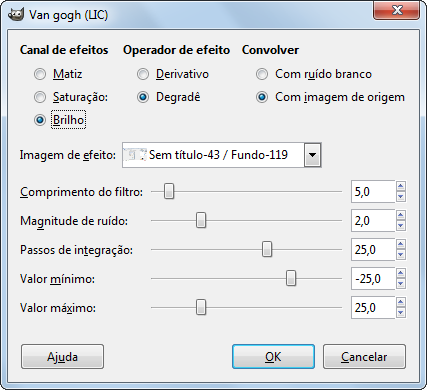 Van gogh (LIC)
Canal de efeitos Operador de efeito Convolver
Matiz Derivativo Com ruído branco
Saturação: Degradê Com imagem de origem
Brilho
Imagem de efeito: Sem título-43 / Fundo-119
Comprimento do filtro: 5,0
Magnitude de ruído: 2,0
Passos de integração: 25,0
Valor mínimo: -25,0
Valor máximo: 25,0
Ajuda OK Cancelar